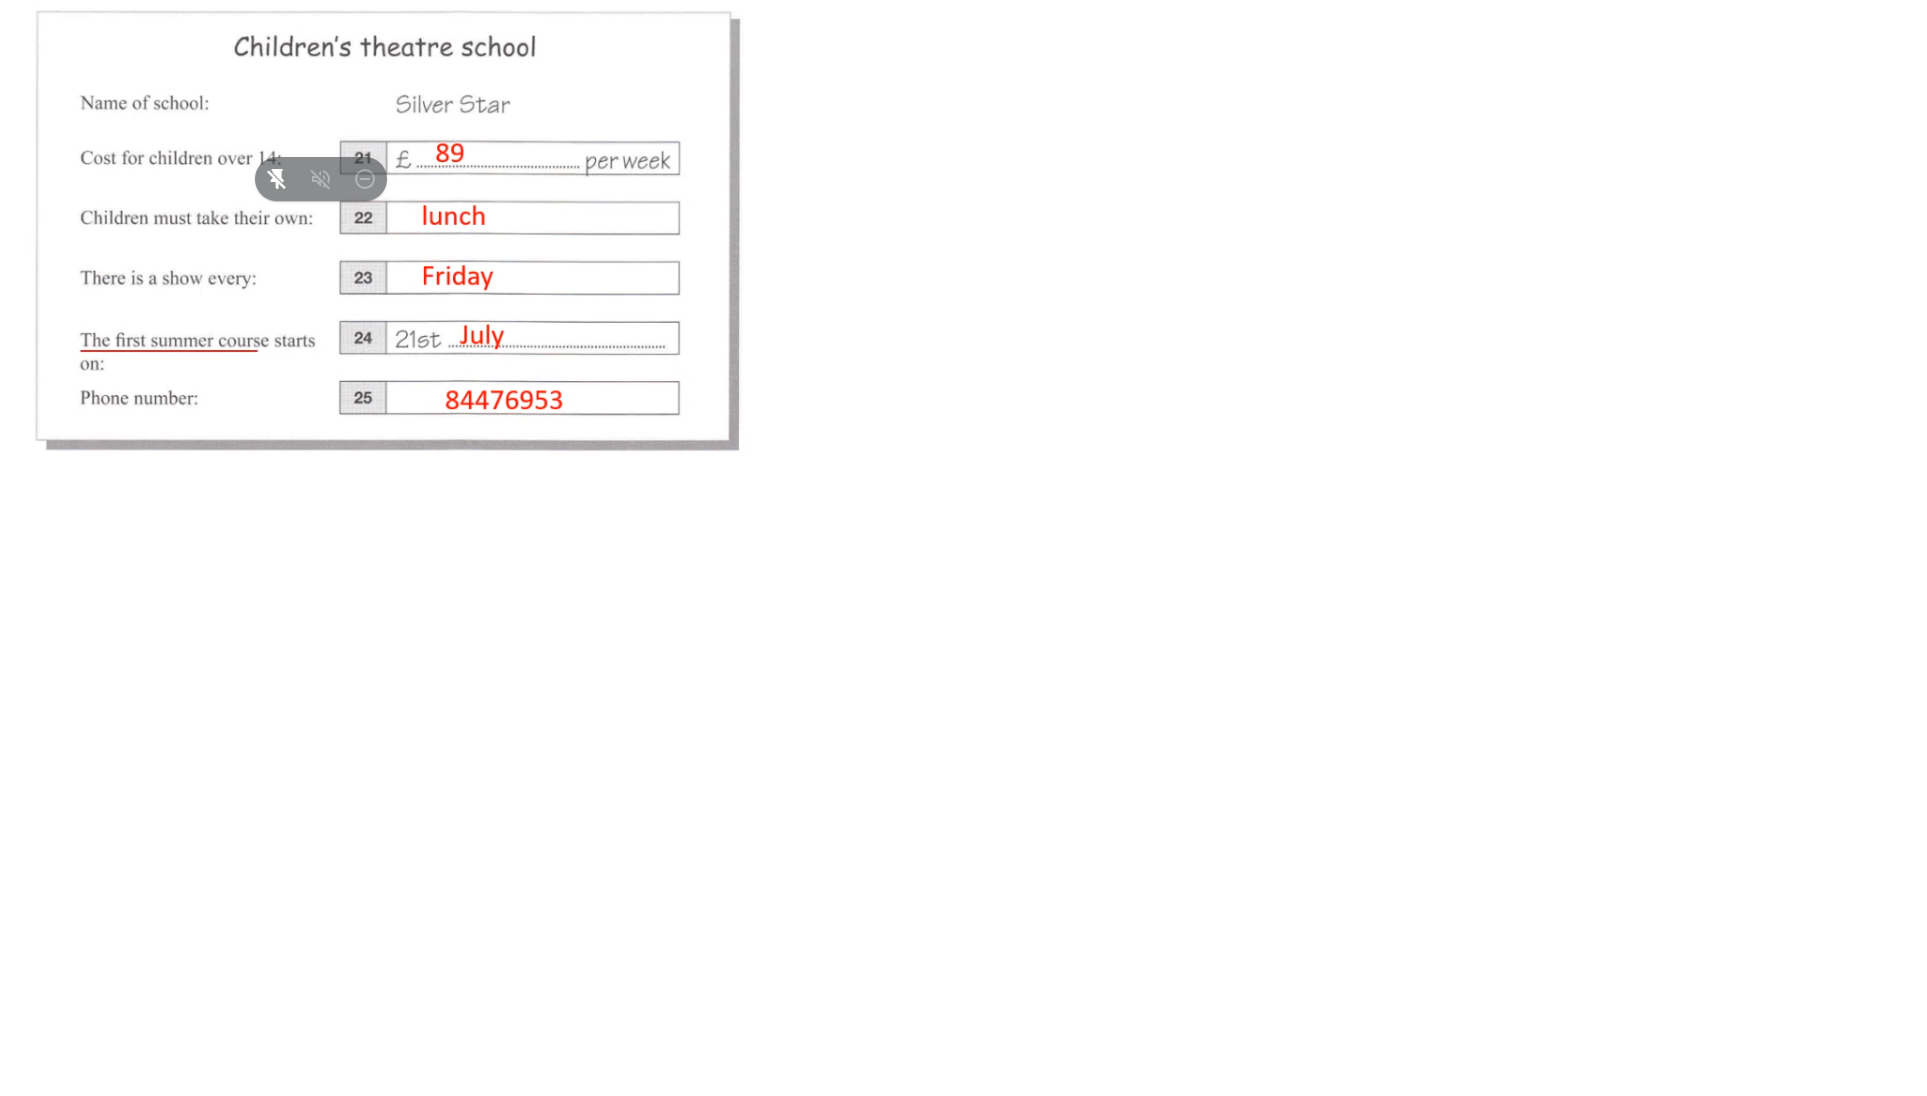 Children's theatre school
Name of school: Silver Star
Cost for children over 14: 21 £ 89 per week
Children must take their own: 22 lunch
There is a show every: 23 Friday
The first summer course starts on: 24 21st July
Phone number: 25 84476953